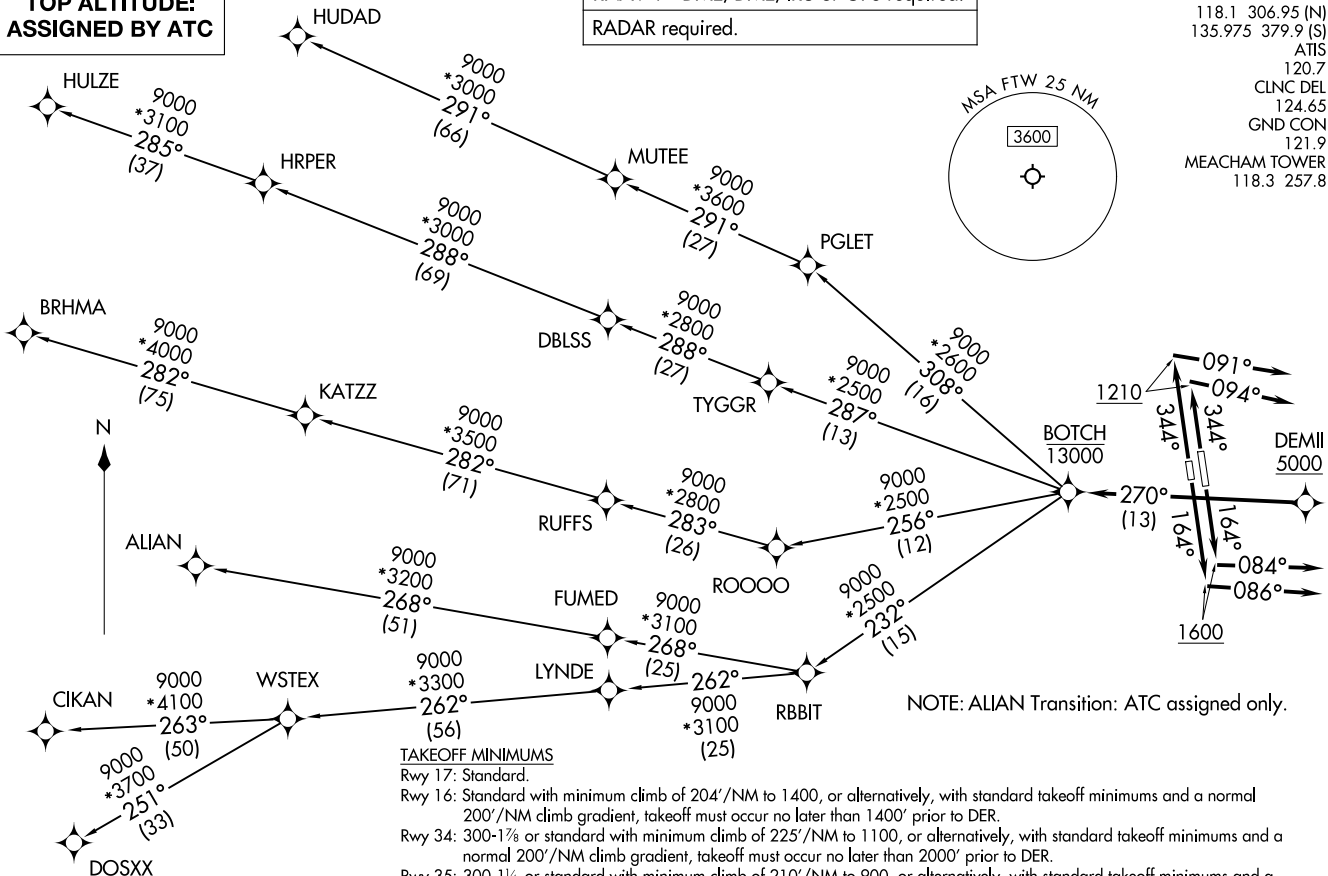 TOP ALTITUDE:
ASSIGNED BY ATC
RADAR required.
118.1 306.95 (N)
135.975 379.9 (S)
ATIS
120.7
CLNC DEL
124.65
GND CON
121.9
MEACHAM TOWER
118.3 257.8
MSA FTW 25 NM
3600
HUDAD
9000
*3000
291°
(66)
HULZE
9000
*3100
285°
(37)
HRPER
MUTEE
9000
*3600
291°
(27)
PGLET
9000
*3000
288°
(69)
BRHMA
9000
*4000
282°
(75)
DBLSS
9000
*2800
288°
(27)
TYGGR
9000
*2600
308°
(16)
9000
*2500
287°
(13)
KATZZ
N
9000
*3500
282°
(71)
RUFFS
9000
*2800
283°
(26)
ROOOO
9000
*2500
256°
(12)
BOTCH
13000
1210
091°
094°
344°
344°
DEMII
5000
270°
(13)
164°
164°
084°
086°
1600
ALIAN
9000
*3200
268°
(51)
FUMED
9000
*3100
268°
(25)
9000
*2500
232°
(15)
RBBIT
LYNDE
262°
9000
*3100
(25)
9000
*3300
262°
(56)
WSTEX
CIKAN
9000
*4100
263°
(50)
9000
*3700
251°
(33)
DOSXX
NOTE: ALIAN Transition: ATC assigned only.
TAKEOFF MINIMUMS
Rwy 17: Standard.
Rwy 16: Standard with minimum climb of 204'/NM to 1400, or alternatively, with standard takeoff minimums and a normal
200'/NM climb gradient, takeoff must occur no later than 1400' prior to DER.
Rwy 34: 300-1⅞ or standard with minimum climb of 225'/NM to 1100, or alternatively, with standard takeoff minimums and a
normal 200'/NM climb gradient, takeoff must occur no later than 2000' prior to DER.